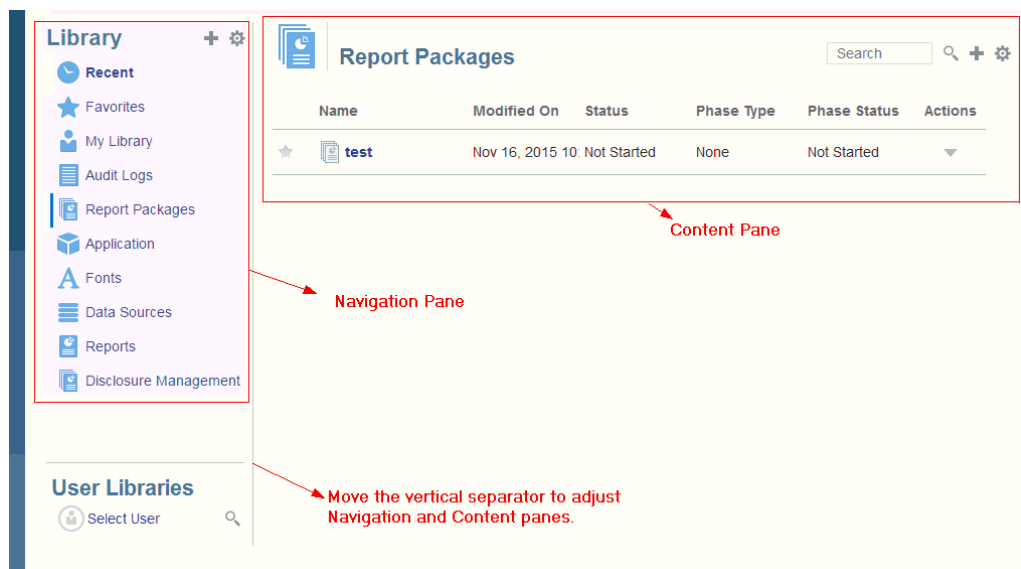 Library
Recent
Favorites
My Library
Audit Logs
Report Packages
Application
Fonts
Data Sources
Reports
Disclosure Management
User Libraries
Select User
Report Packages
Search
Name Modified On Status Phase Type Phase Status Actions
test Nov 16, 2015 10: Not Started None Not Started
Content Pane
Navigation Pane
Move the vertical separator to adjust
Navigation and Content panes.